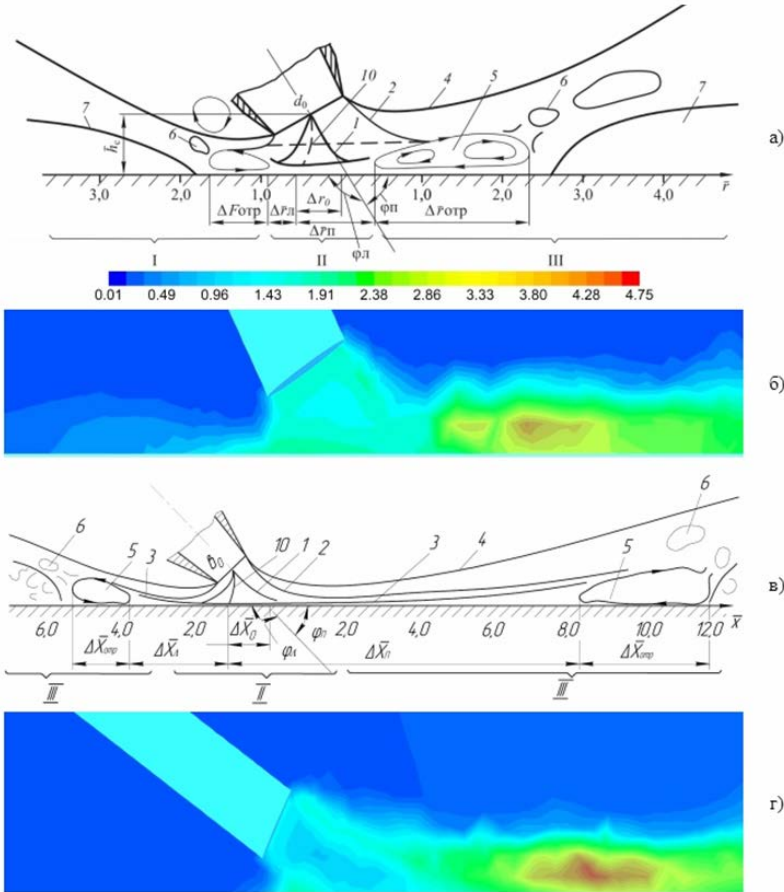 d₀ 10 2 4 5 6 7
7 6 h̄с 1
а)
3,0 2,0 1,0 1,0 2,0 3,0 4,0 r̄
ΔFотр Δr̄л Δr₀ φп Δr̄отр
Δr̄п
φл
I II III
0.01 0.49 0.96 1.43 1.91 2.38 2.86 3.33 3.80 4.28 4.75
б)
6 5 3 B₀ 10 1 2 3 4 5 6
в)
6,0 4,0 2,0 2,0 4,0 6,0 8,0 10,0 12,0 X̄
ΔX̄отр ΔX̄л ΔX̄₀ φл φп ΔX̄п ΔX̄отр
III II III
г)